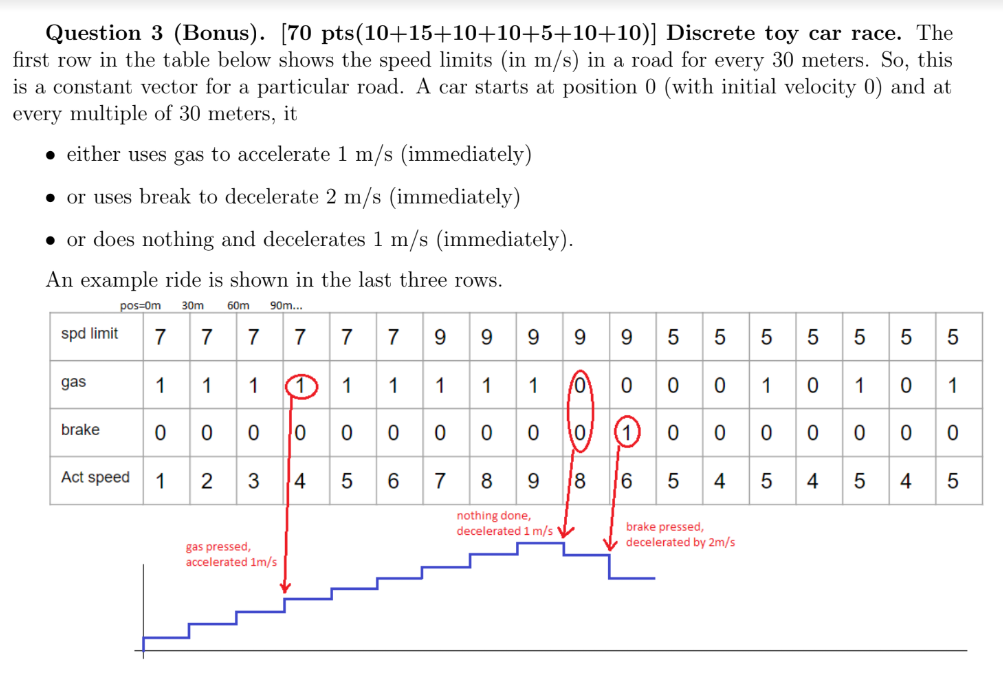 Question 3 (Bonus). [70 pts(10+15+10+10+5+10+10)] Discrete toy car race. The
first row in the table below shows the speed limits (in m/s) in a road for every 30 meters. So, this
is a constant vector for a particular road. A car starts at position 0 (with initial velocity 0) and at
every multiple of 30 meters, it
• either uses gas to accelerate 1 m/s (immediately)
• or uses break to decelerate 2 m/s (immediately)
• or does nothing and decelerates 1 m/s (immediately).
An example ride is shown in the last three rows.
pos=0m 30m 60m 90m...
spd limit 7 7 7 7 7 7 9 9 9 9 9 5 5 5 5 5 5 5
gas 1 1 1 1 1 1 1 1 1 0 0 0 0 1 0 1 0 1
brake 0 0 0 0 0 0 0 0 0 0 1 0 0 0 0 0 0 0
Act speed 1 2 3 4 5 6 7 8 9 8 6 5 4 5 4 5 4 5
nothing done,
decelerated 1 m/s
brake pressed,
decelerated by 2m/s
gas pressed,
accelerated 1m/s